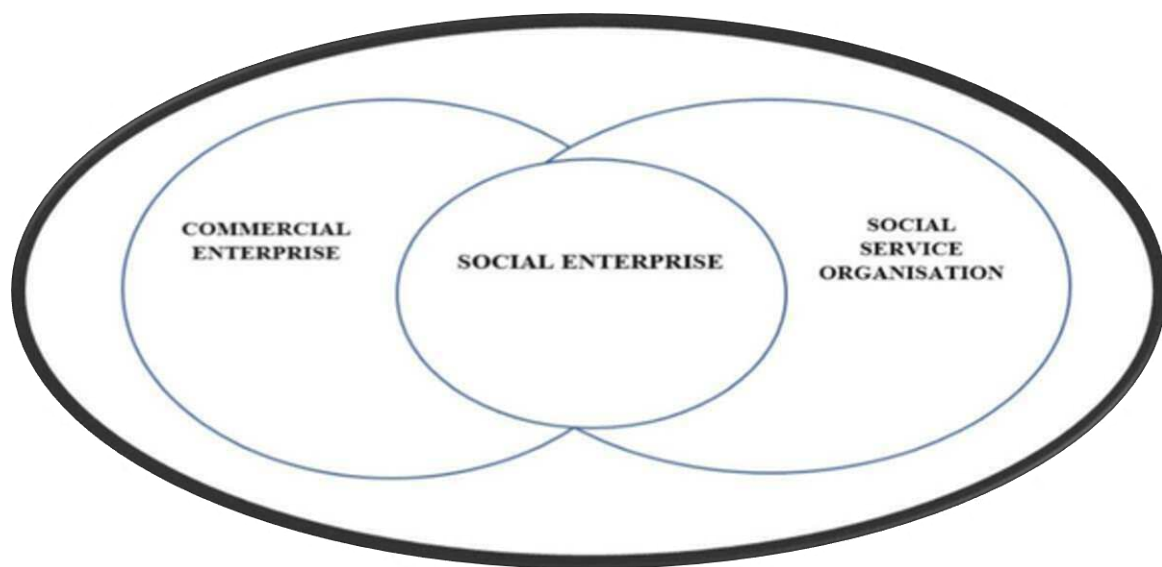 COMMERCIAL
ENTERPRISE
SOCIAL ENTERPRISE
SOCIAL
SERVICE
ORGANISATION